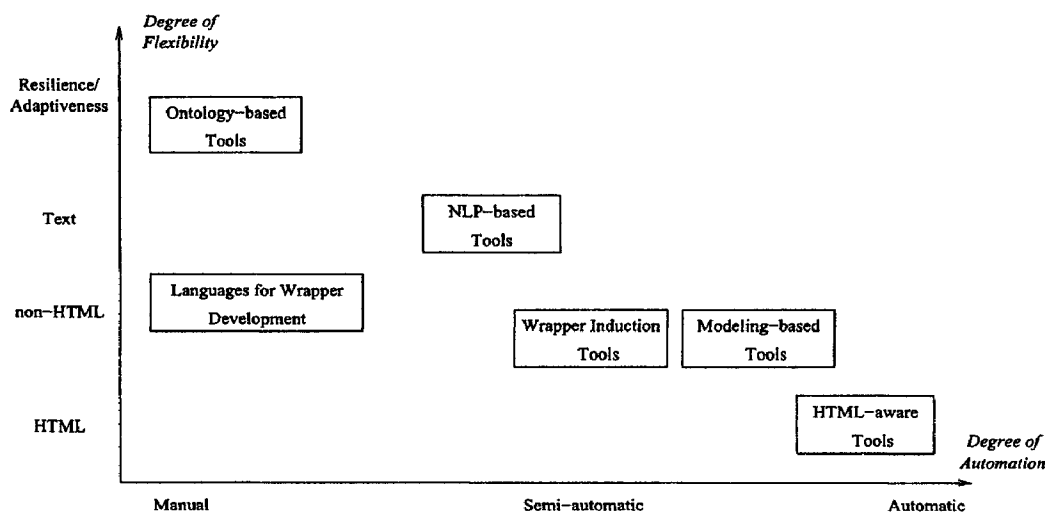 Degree of
Flexibility
Resilience/
Adaptiveness
Ontology-based
Tools
Text
NLP-based
Tools
non-HTML
Languages for Wrapper
Development
Wrapper Induction
Tools
Modeling-based
Tools
HTML
HTML-aware
Tools
Degree of
Automation
Manual
Semi-automatic
Automatic